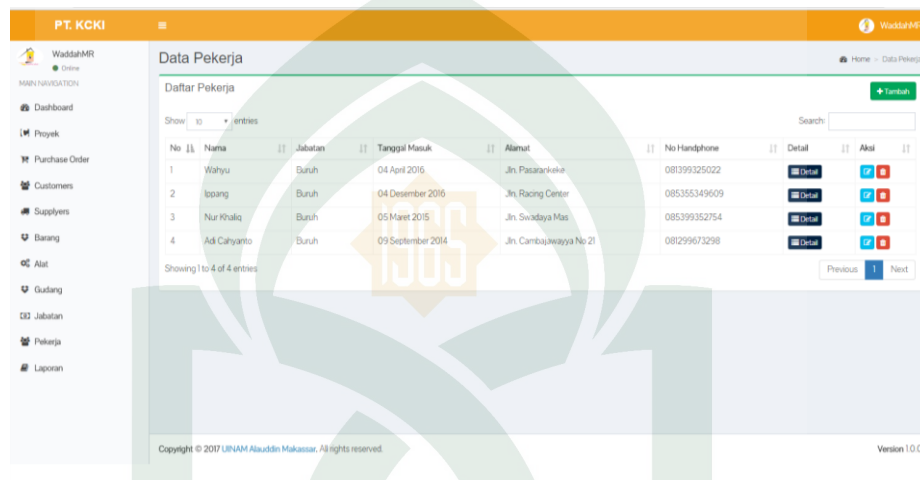 PT. KCKI
WaddahMR
WaddahMR
Online
MAIN NAVIGATION
Dashboard
Proyek
Purchase Order
Customers
Supplyers
Barang
Alat
Gudang
Jabatan
Pekerja
Laporan
Data Pekerja
Home - Data Pekerja
Daftar Pekerja
Tambah
Show 10 entries
Search:
No Nama Jabatan Tanggal Masuk Alamat No Handphone Detail Aksi
1 Wahyu Buruh 04 April 2016 Jln. Pasarankeke 081399325022 Detail
2 Ippang Buruh 04 Desember 2016 Jln. Racing Center 085355349609 Detail
3 Nur Khaliq Buruh 05 Maret 2015 Jln. Swadaya Mas 085399352754 Detail
4 Adi Cahyanto Buruh 09 September 2014 Jln. Cambajawayya No 21 081299673298 Detail
Showing 1 to 4 of 4 entries
Previous 1 Next
1965
Copyright © 2017 UINAM Alauddin Makassar. All rights reserved.
Version 1.0.0